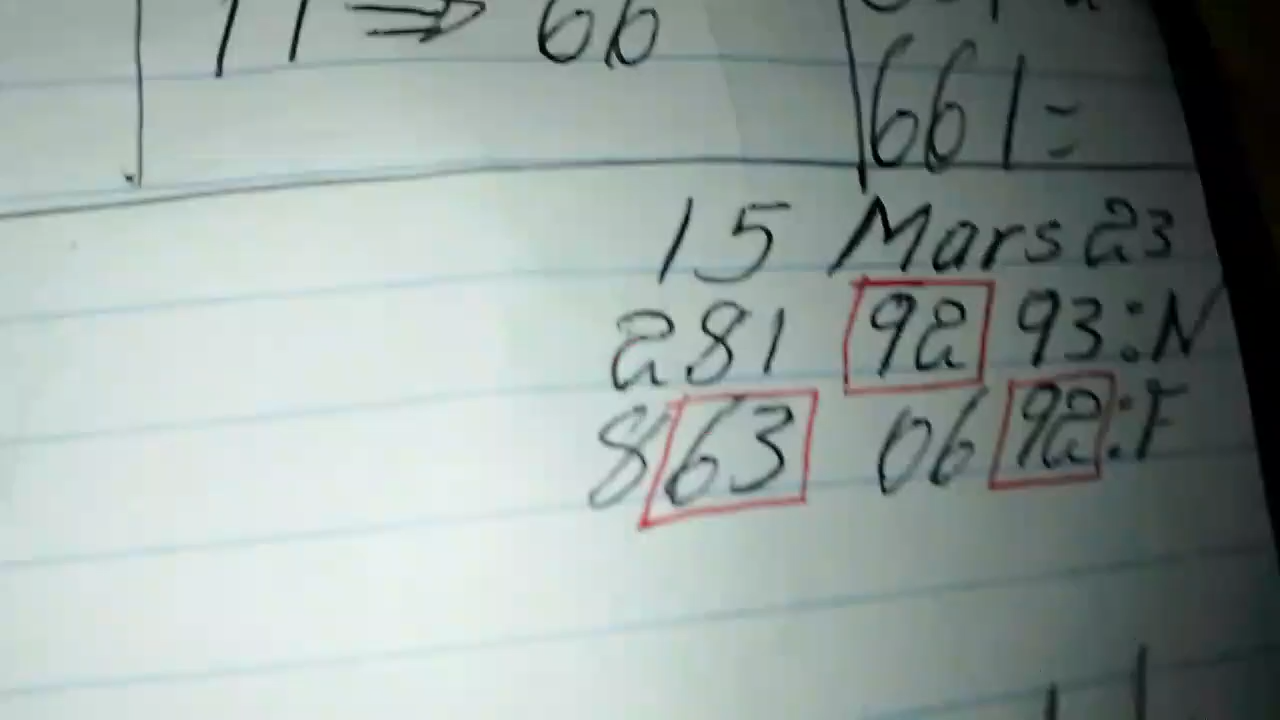 11 ⇒ 66
661=
15 Mars 23
281 92 93:N
863 06 92:F